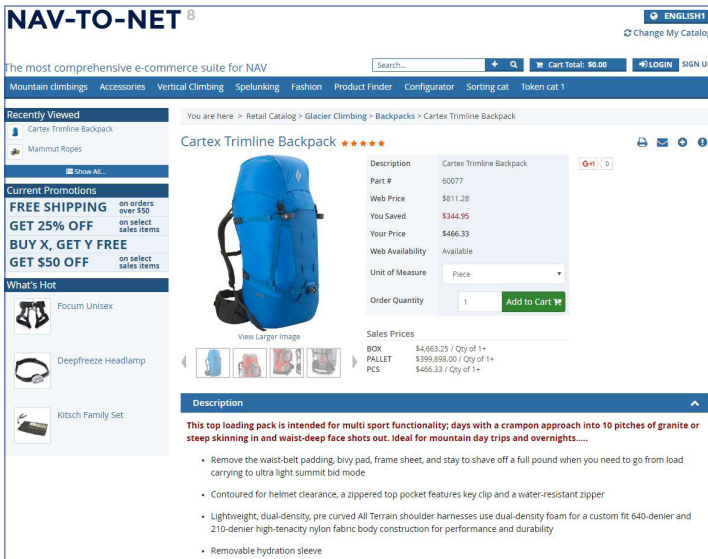 NAV-TO-NET 8
ENGLISH1
Change My Catalog
The most comprehensive e-commerce suite for NAV
Search...
Cart Total: $0.00
LOGIN
SIGN U
Mountain climbings Accessories Vertical Climbing Spelunking Fashion Product Finder Configurator Sorting cat Token cat 1
Recently Viewed
Cartex Trimline Backpack
Mammut Ropes
Show All...
Current Promotions
FREE SHIPPING on orders over $50
GET 25% OFF on select sales items
BUY X, GET Y FREE
GET $50 OFF on select sales items
What's Hot
Focum Unisex
Deepfreeze Headlamp
Kitsch Family Set
You are here > Retail Catalog > Glacier Climbing > Backpacks > Cartex Trimline Backpack
Cartex Trimline Backpack
View Larger Image
Description Cartex Trimline Backpack
Part # 60077
Web Price $811.28
You Saved $344.95
Your Price $466.33
Web Availability Available
Unit of Measure Piece
Order Quantity 1 Add to Cart
G+1 0
Sales Prices
BOX $4,663.25 / Qty of 1+
PALLET $399,898.00 / Qty of 1+
PCS $466.33 / Qty of 1+
Description
This top loading pack is intended for multi sport functionality; days with a crampon approach into 10 pitches of granite or
steep skinning in and waist-deep face shots out. Ideal for mountain day trips and overnights.....
• Remove the waist-belt padding, bivy pad, frame sheet, and stay to shave off a full pound when you need to go from load
carrying to ultra light summit bid mode
• Contoured for helmet clearance, a zippered top pocket features key clip and a water-resistant zipper
• Lightweight, dual-density, pre curved All Terrain shoulder harnesses use dual-density foam for a custom fit 640-denier and
210-denier high-tenacity nylon fabric body construction for performance and durability
• Removable hydration sleeve